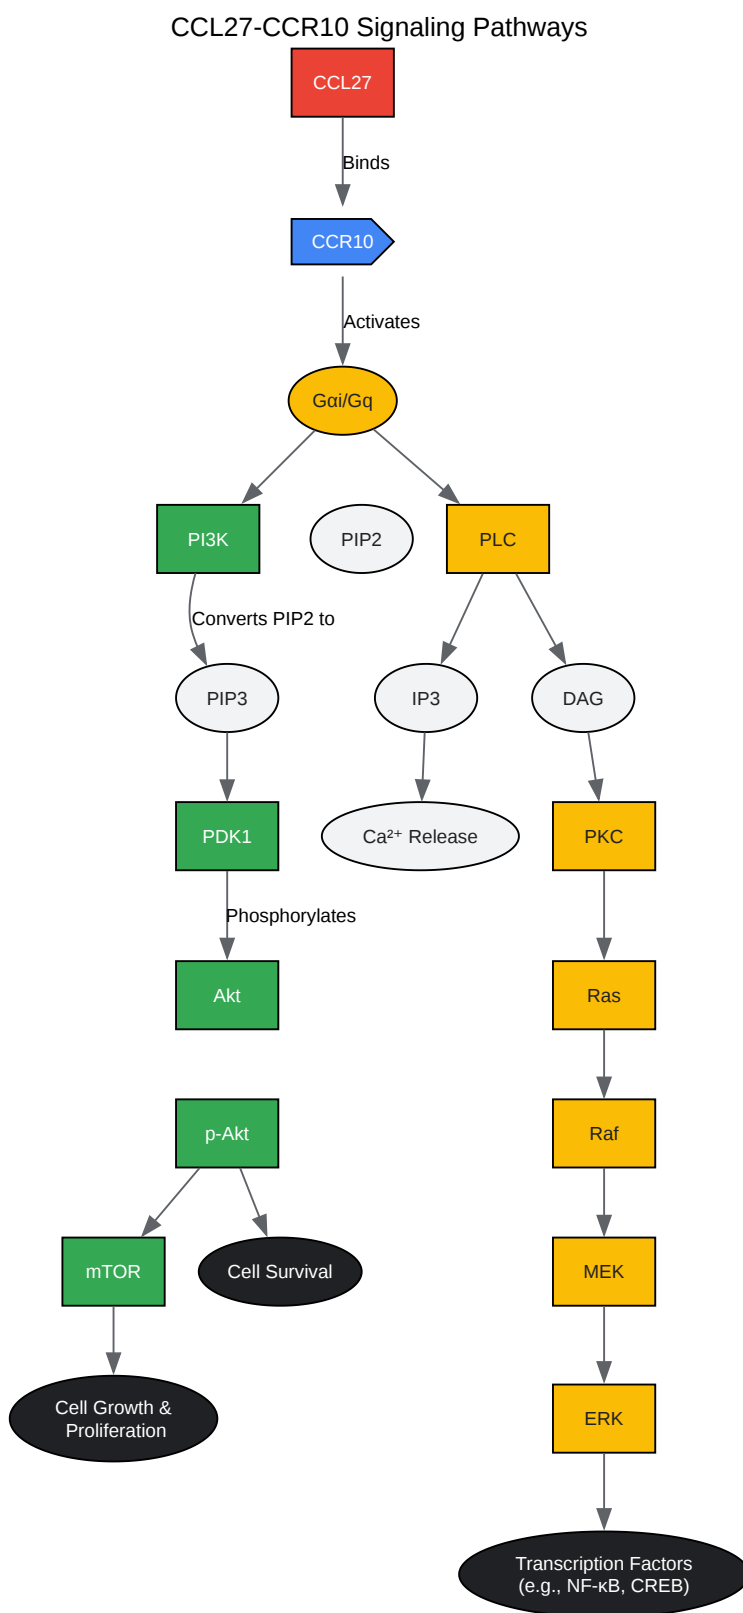 CCL27-CCR10 Signaling Pathways
CCL27
Binds
CCR10
Activates
Gαi/Gq
PI3K
PIP2
PLC
Converts PIP2 to
PIP3
IP3
DAG
PDK1
Ca²⁺ Release
PKC
Phosphorylates
Akt
Ras
p-Akt
Raf
mTOR
Cell Survival
MEK
Cell Growth &
Proliferation
ERK
Transcription Factors
(e.g., NF-κB, CREB)